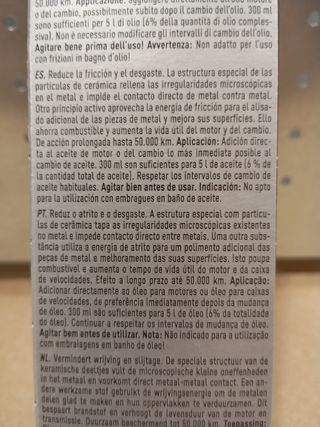 50.000 km. Applicazione: aggiungere direttamente all'olio motore
o del cambio, possibilmente subito dopo il cambio dell'olio. 300 ml
sono sufficienti per 5 l di olio (6% della quantità di olio comples-
siva). Non è necessario modificare gli intervalli di cambio dell'olio.
Agitare bene prima dell'uso! Avvertenza: Non adatto per l'uso
con frizioni in bagno d'olio!
ES. Reduce la fricción y el desgaste. La estructura especial de las
partículas de cerámica rellena las irregularidades microscópicas
en el metal e impide el contacto directo de metal contra metal.
Otro principio activo aprovecha la energía de fricción para el alisa-
do adicional de las piezas de metal y mejora sus superficies. Ello
ahorra combustible y aumenta la vida útil del motor y del cambio.
De acción prolongada hasta 50.000 km. Aplicación: Adición direc-
ta al aceite de motor o del cambio lo más inmediata posible al
cambio de aceite. 300 ml son suficientes para 5 l de aceite (6 % de
la cantidad total de aceite). Respetar los intervalos de cambio de
aceite habituales. Agitar bien antes de usar. Indicación: No apto
para la utilización con embragues en baño de aceite.
PT. Reduz o atrito e o desgaste. A estrutura especial com partícu-
las de cerâmica tapa as irregularidades microscópicas existentes
no metal e impede contacto directo entre metais. Uma outra subs-
tância utiliza a energia de atrito para um polimento adicional das
peças de metal e melhoramento das suas superfícies. Isto poupa
combustível e aumenta o tempo de vida útil do motor e da caixa
de velocidades. Efeito a longo prazo até 50.000 km. Aplicação:
Adicionar directamente ao óleo para motores ou óleo para caixas
de velocidades, de preferência imediatamente depois da mudança
de óleo. 300 ml são suficientes para 5 l de óleo (6% da totalidade
do óleo). Continuar a respeitar os intervalos de mudança de óleo.
Agitar bem antes de utilizar. Nota: Não indicado para a utilização
com embraiagens em banho de óleo!
NL. Vermindert wrijving en slijtage. De speciale structuur van de
keramische deeltjes vult de microscopische kleine oneffenheden
in het metaal en voorkomt direct metaal-metaal contact. Een an-
dere werkzame stof gebruikt de wrijvingsenergie om de metalen
delen glad te maken en hun oppervlakken te verduurzamen. Dit
bespaart brandstof en verhoogt de levensduur van de motor en
transmissie. Duurzaam beschermend tot 50.000 km. Toepassing: